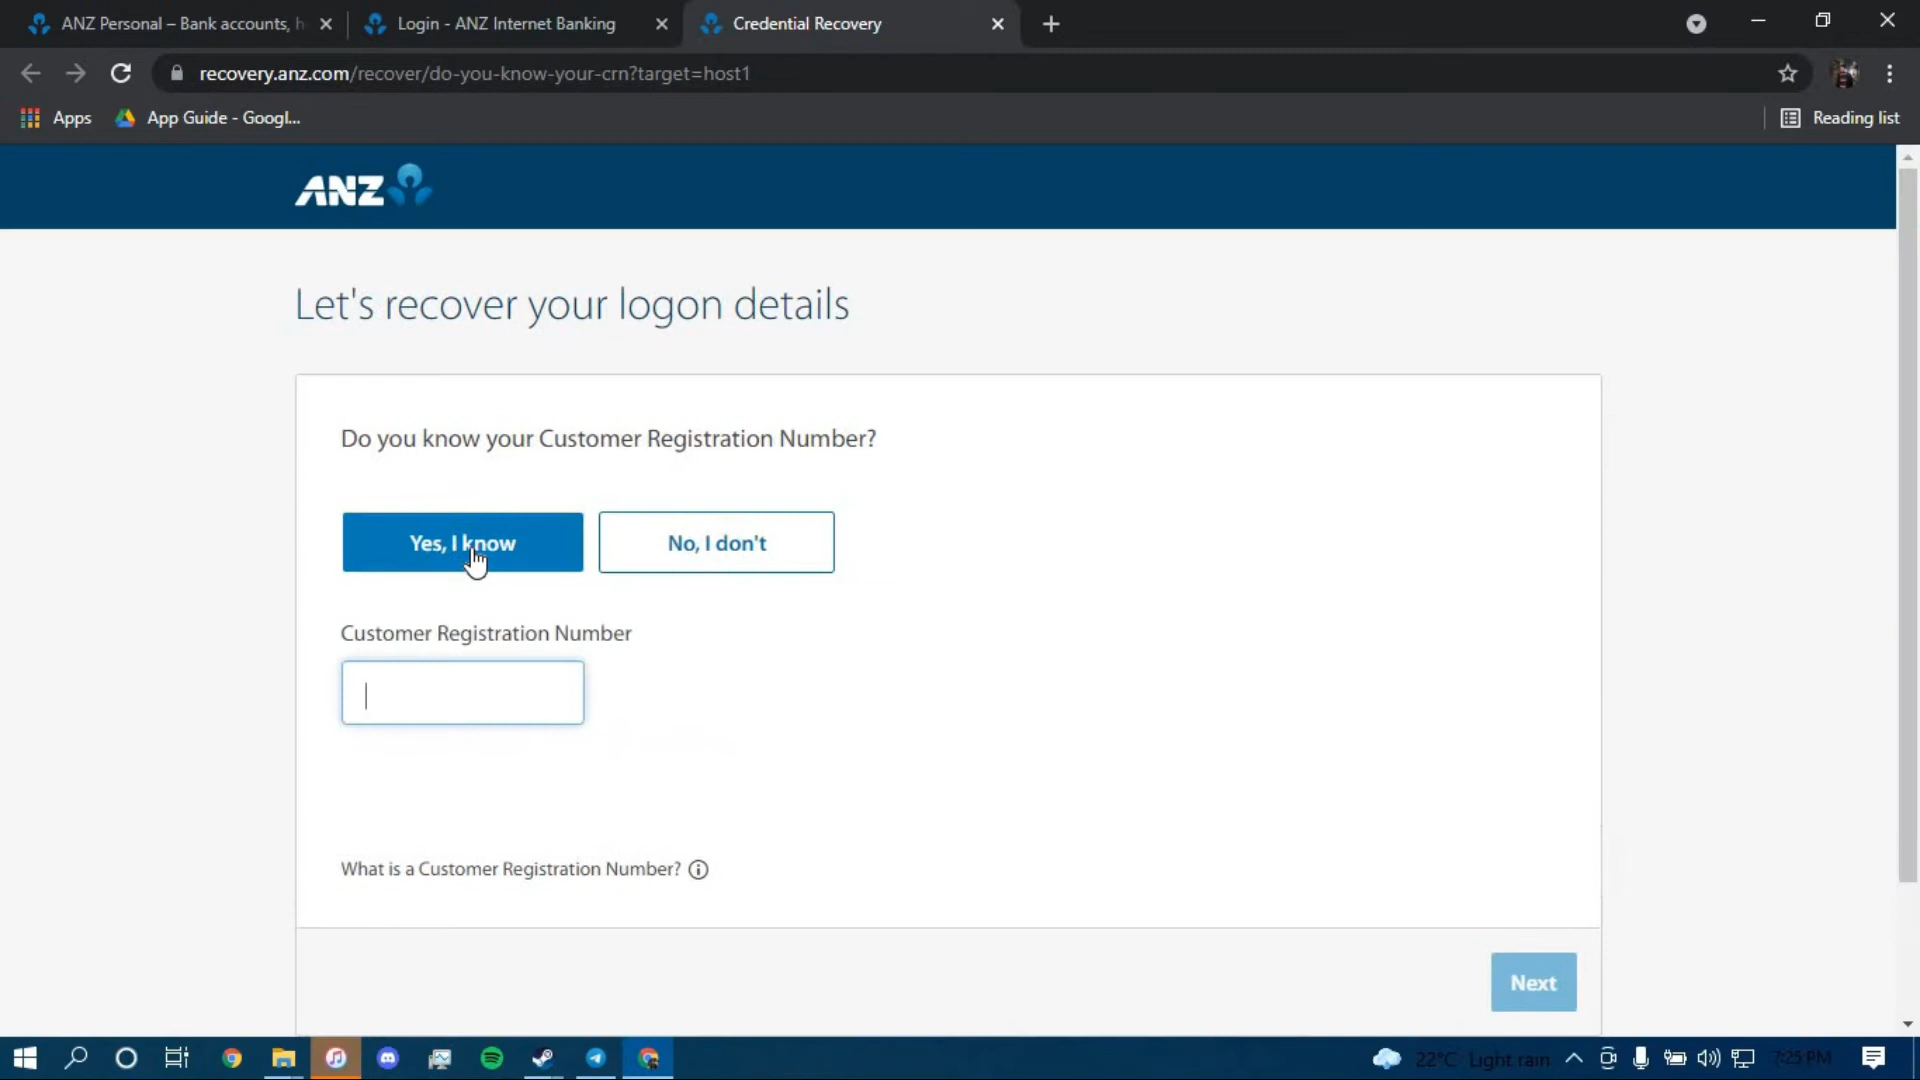 ANZ Personal – Bank accounts, h
Login - ANZ Internet Banking
Credential Recovery
recovery.anz.com/recover/do-you-know-your-crn?target=host1
Apps
App Guide - Googl...
Reading list
ANZ
Let's recover your logon details
Do you know your Customer Registration Number?
Yes, I know
No, I don't
Customer Registration Number
What is a Customer Registration Number?
Next
22°C Light rain
7:25 PM